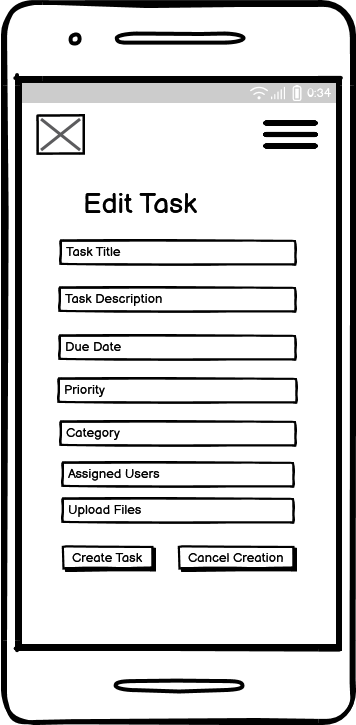 0:34
Edit Task
Task Title
Task Description
Due Date
Priority
Category
Assigned Users
Upload Files
Create Task
Cancel Creation